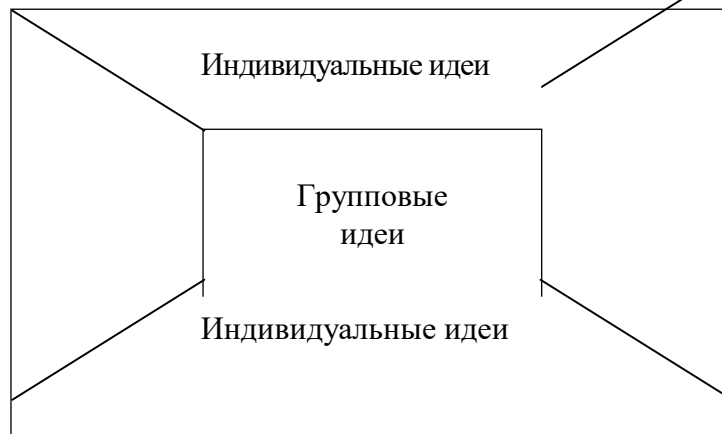 Индивидуальные идеи
Групповые
идеи
Индивидуальные идеи